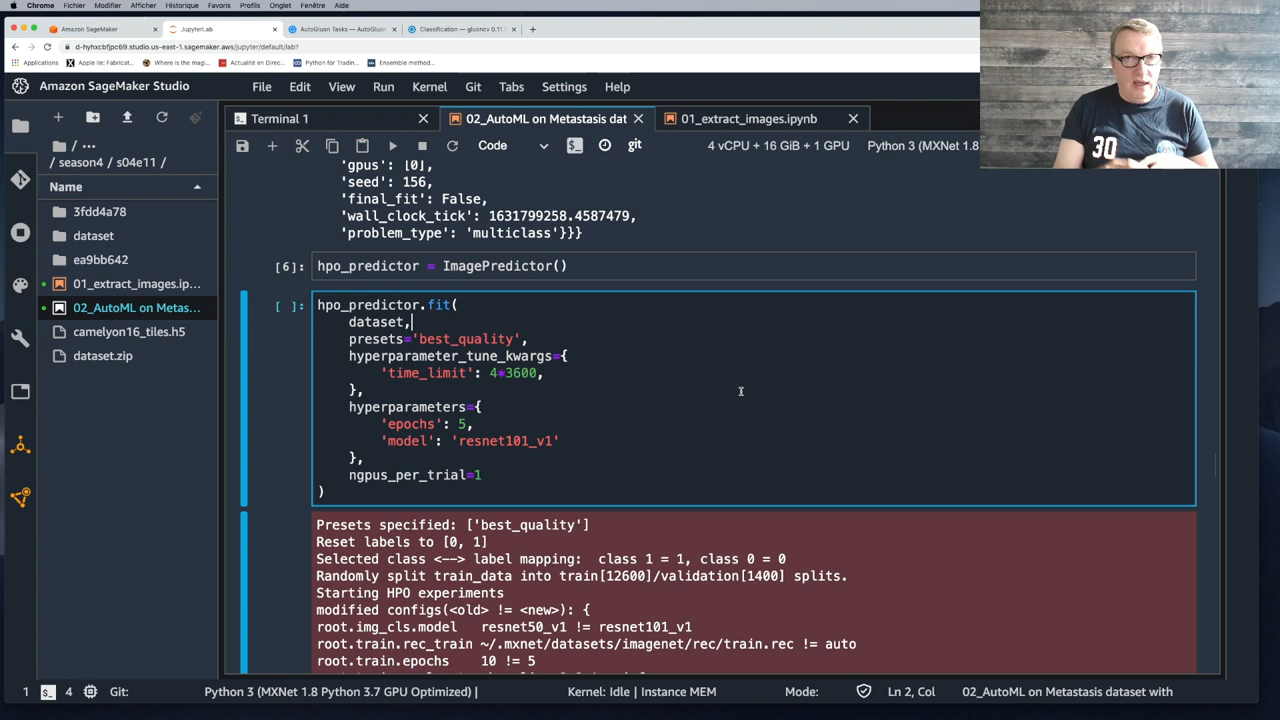 Chrome Fichier Modifier Afficher Historique Favoris Profils Onglet Fenêtre Aide
Amazon SageMaker × JupyterLab × AutoGluon Tasks — AutoGluo × Classification — gluoncv 0.11. × +
d-hyhxcbfjpc69.studio.us-east-1.sagemaker.aws/jupyter/default/lab?
Applications Apple IIe: Fabricat... Where is the magi... Actualité en Direc... Python for Tradin... Ensemble method...
Amazon SageMaker Studio File Edit View Run Kernel Git Tabs Settings Help
Terminal 1 × 02_AutoML on Metastasis dat × 01_extract_images.ipynb ×
Code git 4 vCPU + 16 GiB + 1 GPU Python 3 (MXNet 1.8
/ ···
/ season4 / s04e11 /
Name
3fdd4a78
dataset
ea9bb642
01_extract_images.ip...
02_AutoML on Metas...
camelyon16_tiles.h5
dataset.zip
'gpus': [0],
'seed': 156,
'final_fit': False,
'wall_clock_tick': 1631799258.4587479,
'problem_type': 'multiclass'}}}
[6]: hpo_predictor = ImagePredictor()
[ ]: hpo_predictor.fit(
dataset,
presets='best_quality',
hyperparameter_tune_kwargs={
'time_limit': 4*3600,
},
hyperparameters={
'epochs': 5,
'model': 'resnet101_v1'
},
ngpus_per_trial=1
)
Presets specified: ['best_quality']
Reset labels to [0, 1]
Selected class <--> label mapping: class 1 = 1, class 0 = 0
Randomly split train_data into train[12600]/validation[1400] splits.
Starting HPO experiments
modified configs(<old> != <new>): {
root.img_cls.model resnet50_v1 != resnet101_v1
root.train.rec_train ~/.mxnet/datasets/imagenet/rec/train.rec != auto
root.train.epochs 10 != 5
30
1 4 Git: Python 3 (MXNet 1.8 Python 3.7 GPU Optimized) | Kernel: Idle | Instance MEM Mode: Ln 2, Col 02_AutoML on Metastasis dataset with